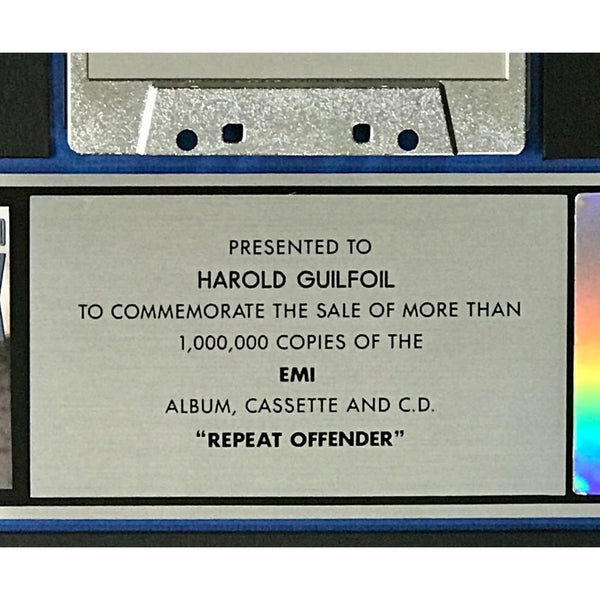 PRESENTED TO
HAROLD GUILFOIL
TO COMMEMORATE THE SALE OF MORE THAN
1,000,000 COPIES OF THE
EMI
ALBUM, CASSETTE AND C.D.
“REPEAT OFFENDER”